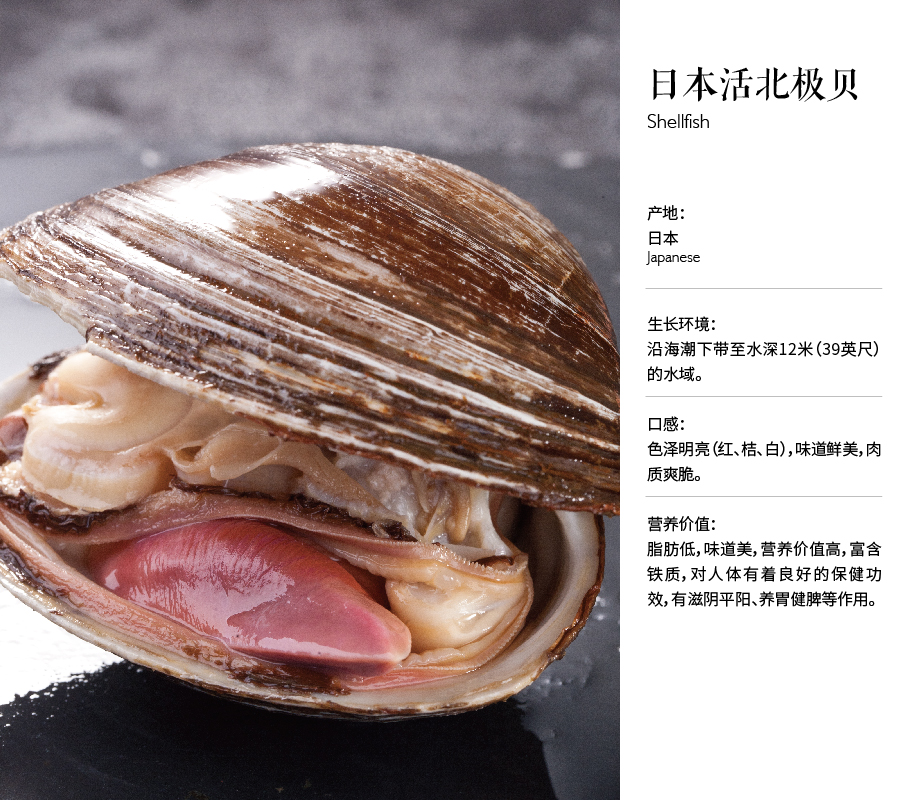 日本活北极贝
Shellfish
产地：
日本
Japanese
生长环境：
沿海潮下带至水深12米（39英尺）
的水域。
口感：
色泽明亮（红、桔、白），味道鲜美，肉
质爽脆。
营养价值：
脂肪低，味道美，营养价值高，富含
铁质，对人体有着良好的保健功
效，有滋阴平阳、养胃健脾等作用。